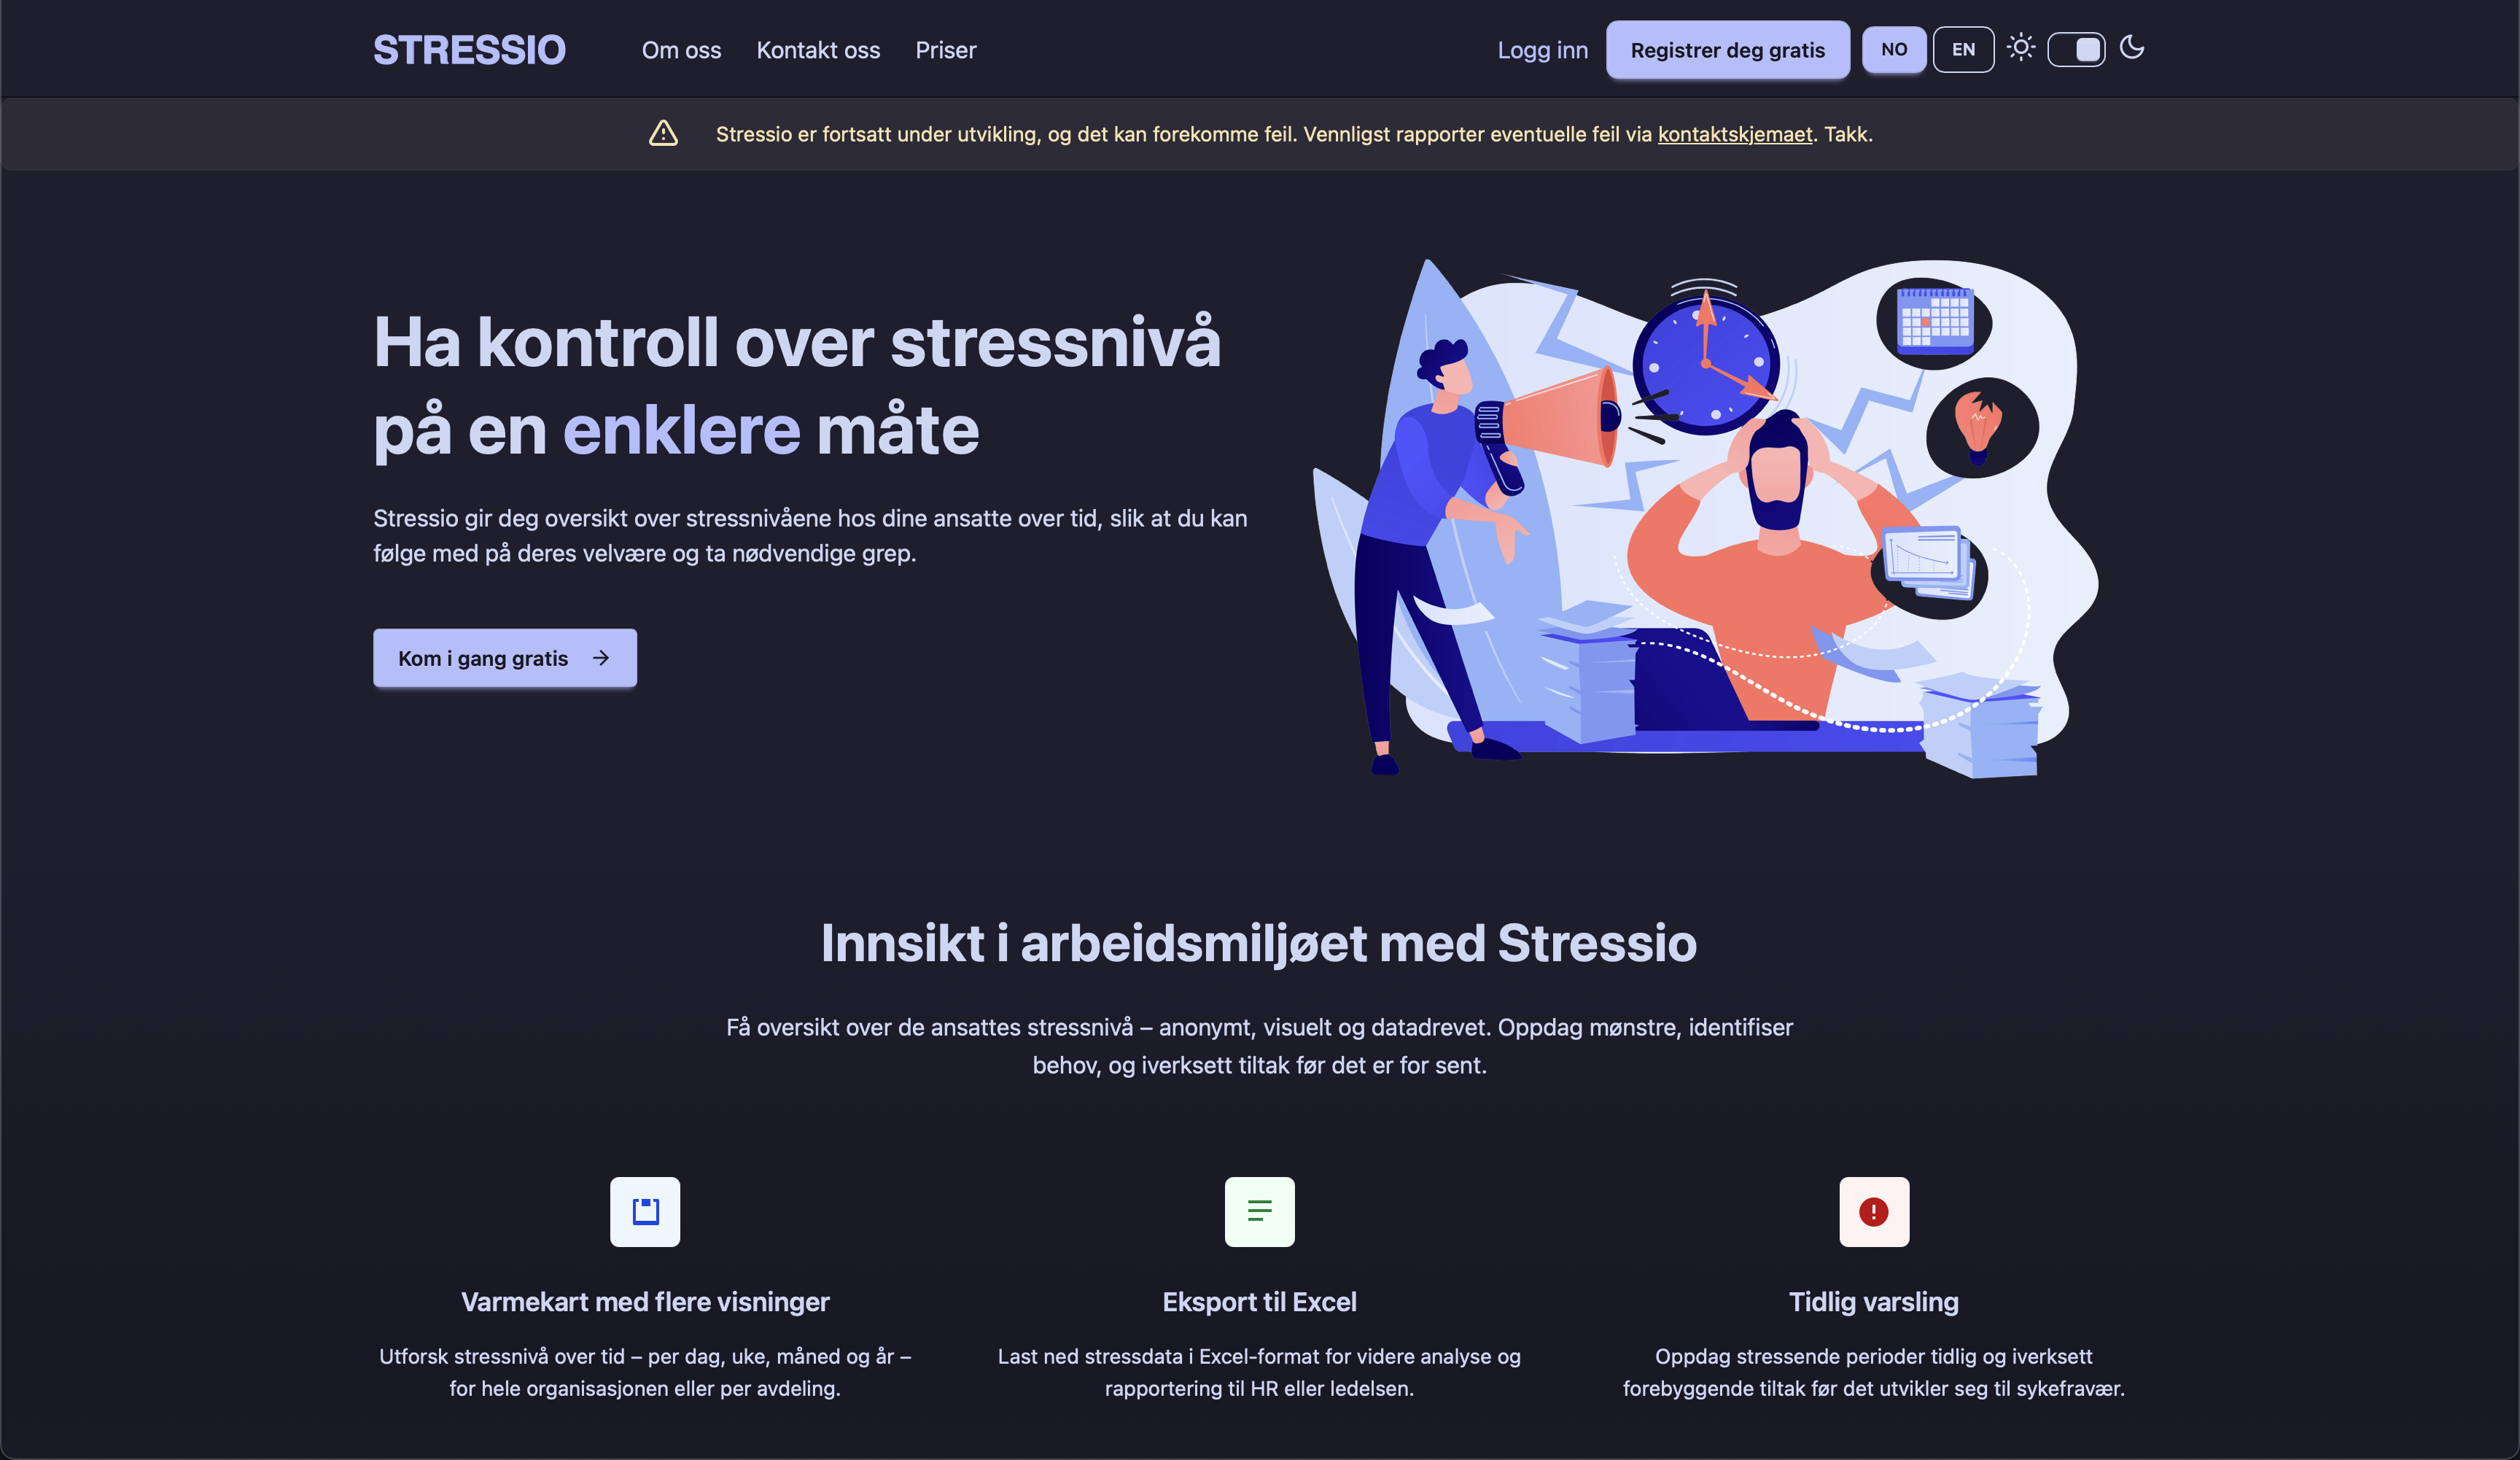 STRESSIO
Om oss
Kontakt oss
Priser
Logg inn
Registrer deg gratis
NO
EN
Stressio er fortsatt under utvikling, og det kan forekomme feil. Vennligst rapporter eventuelle feil via kontaktskjemaet. Takk.
Ha kontroll over stressnivå
på en enklere måte
Stressio gir deg oversikt over stressnivåene hos dine ansatte over tid, slik at du kan
følge med på deres velvære og ta nødvendige grep.
Kom i gang gratis
Innsikt i arbeidsmiljøet med Stressio
Få oversikt over de ansattes stressnivå – anonymt, visuelt og datadrevet. Oppdag mønstre, identifiser
behov, og iverksett tiltak før det er for sent.
Varmekart med flere visninger
Utforsk stressnivå over tid – per dag, uke, måned og år –
for hele organisasjonen eller per avdeling.
Eksport til Excel
Last ned stressdata i Excel-format for videre analyse og
rapportering til HR eller ledelsen.
Tidlig varsling
Oppdag stressende perioder tidlig og iverksett
forebyggende tiltak før det utvikler seg til sykefravær.